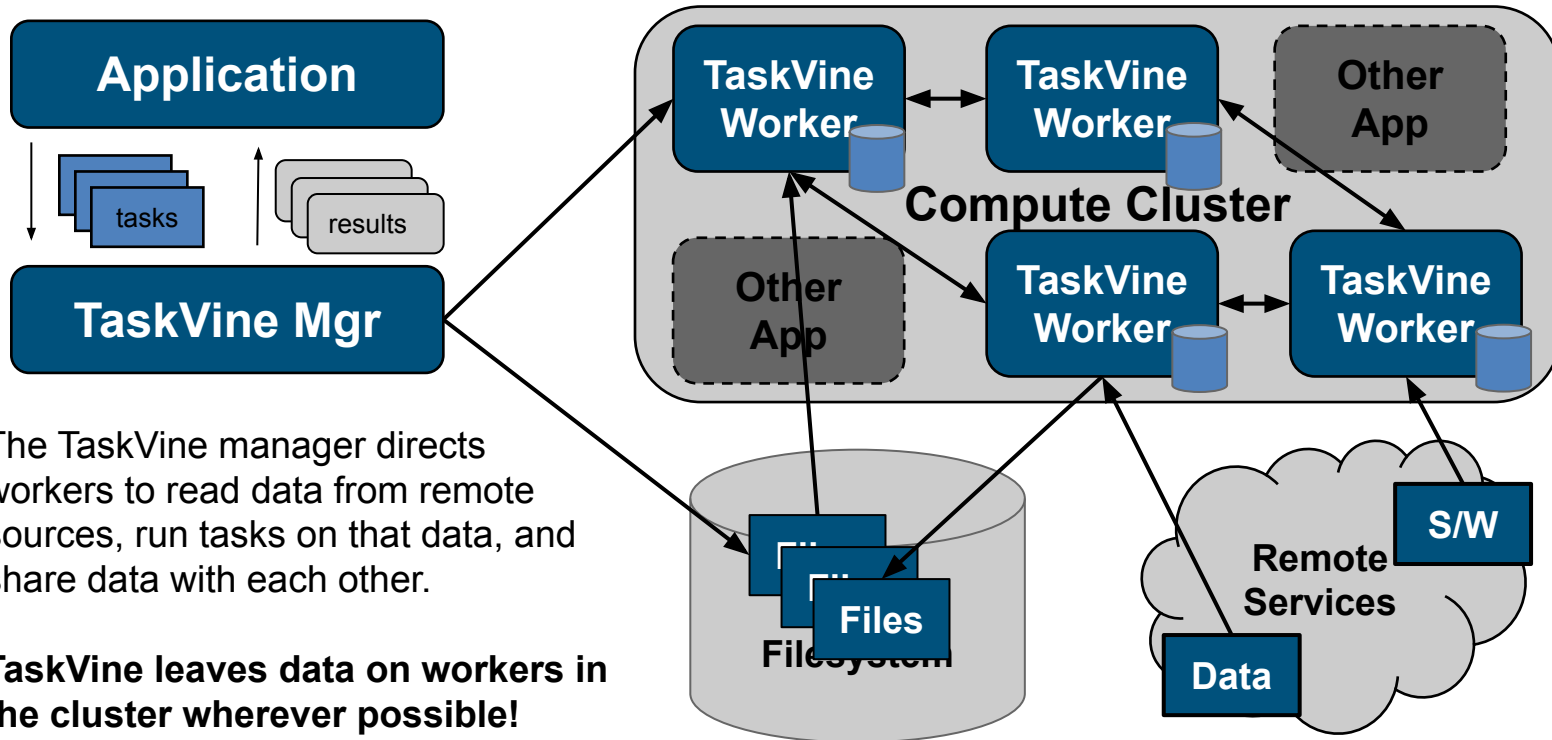 Application
tasks
results
TaskVine Mgr
TaskVine
Worker
TaskVine
Worker
Other
App
Compute Cluster
Other
App
TaskVine
Worker
TaskVine
Worker
The TaskVine manager directs
workers to read data from remote
sources, run tasks on that data, and
share data with each other.
TaskVine leaves data on workers in
the cluster wherever possible!
Files
Filesystem
Remote
Services
S/W
Data